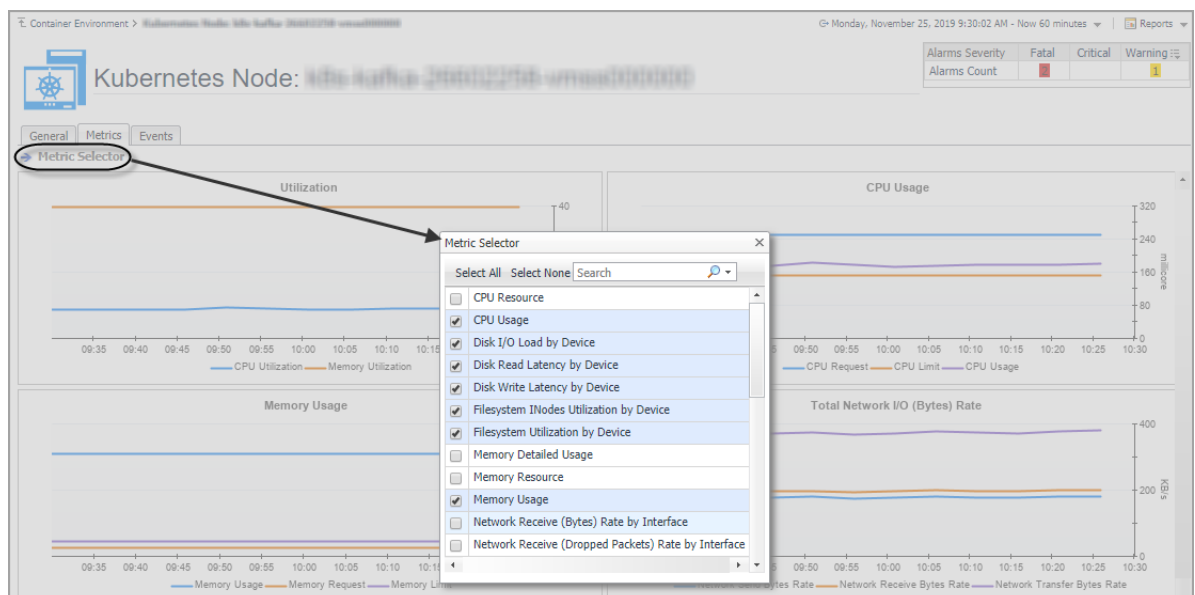 Container Environment >
Monday, November 25, 2019 9:30:02 AM - Now 60 minutes
Reports
Kubernetes Node:
Alarms Severity Fatal Critical Warning
Alarms Count 2 1
General Metrics Events
Metric Selector
Utilization
40
CPU Usage
320
240
160
80
0
millicore
Metric Selector
Select All Select None Search
CPU Resource
CPU Usage
Disk I/O Load by Device
Disk Read Latency by Device
Disk Write Latency by Device
Filesystem INodes Utilization by Device
Filesystem Utilization by Device
Memory Detailed Usage
Memory Resource
Memory Usage
Network Receive (Bytes) Rate by Interface
Network Receive (Dropped Packets) Rate by Interface
09:35 09:40 09:45 09:50 09:55 10:00 10:05 10:10 10:15
CPU Utilization Memory Utilization
09:50 09:55 10:00 10:05 10:10 10:15 10:20 10:25 10:30
CPU Request CPU Limit CPU Usage
Memory Usage
Total Network I/O (Bytes) Rate
400
200
0
KB/s
09:35 09:40 09:45 09:50 09:55 10:00 10:05 10:10
Memory Usage Memory Request Memory
09:50 09:55 10:00 10:05 10:10 10:15 10:20 10:25 10:30
Bytes Rate Network Receive Bytes Rate Network Transfer Bytes Rate